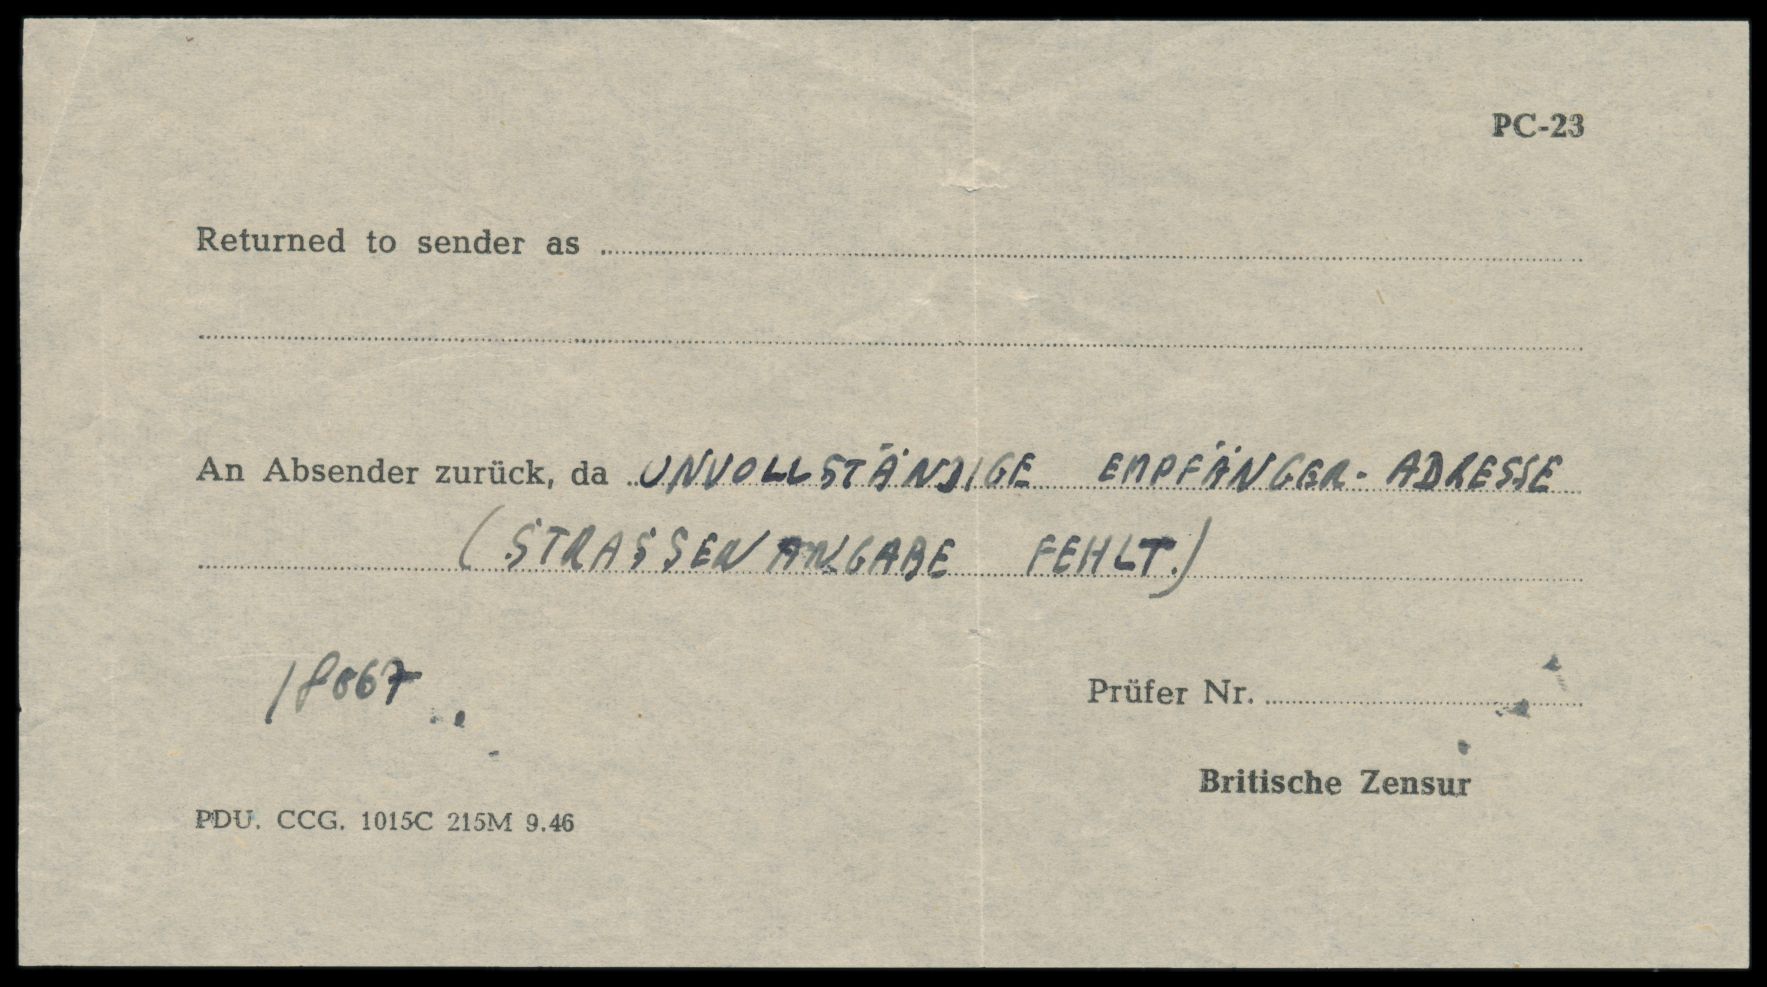 PC-23
Returned to sender as
An Absender zurück, da UNVOLLSTÄNDIGE EMPFÄNGER-ADRESSE
(STRASSENANGABE FEHLT.)
18067
Prüfer Nr.
Britische Zensur
PDU. CCG. 1015C 215M 9.46